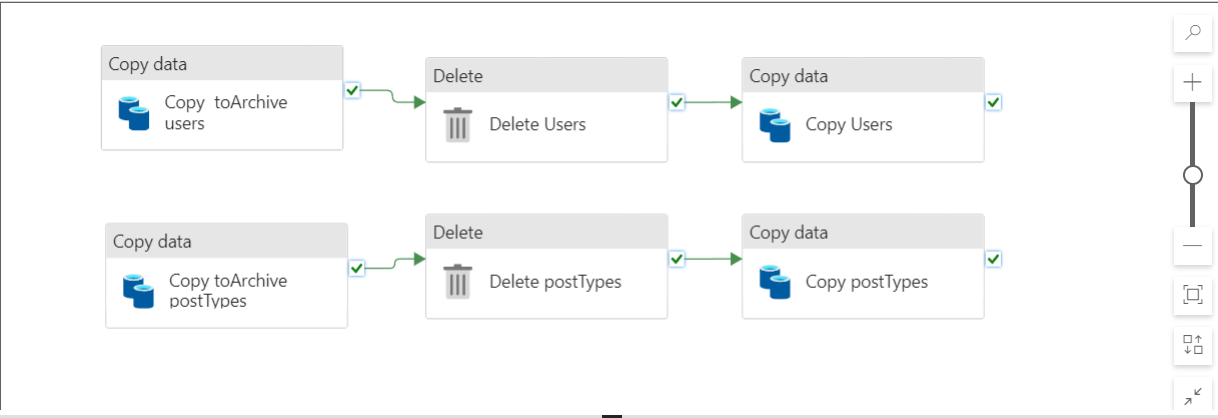 Copy data
Copy  toArchive
users
Delete
Delete Users
Copy data
Copy Users
Copy data
Copy toArchive
postTypes
Delete
Delete postTypes
Copy data
Copy postTypes